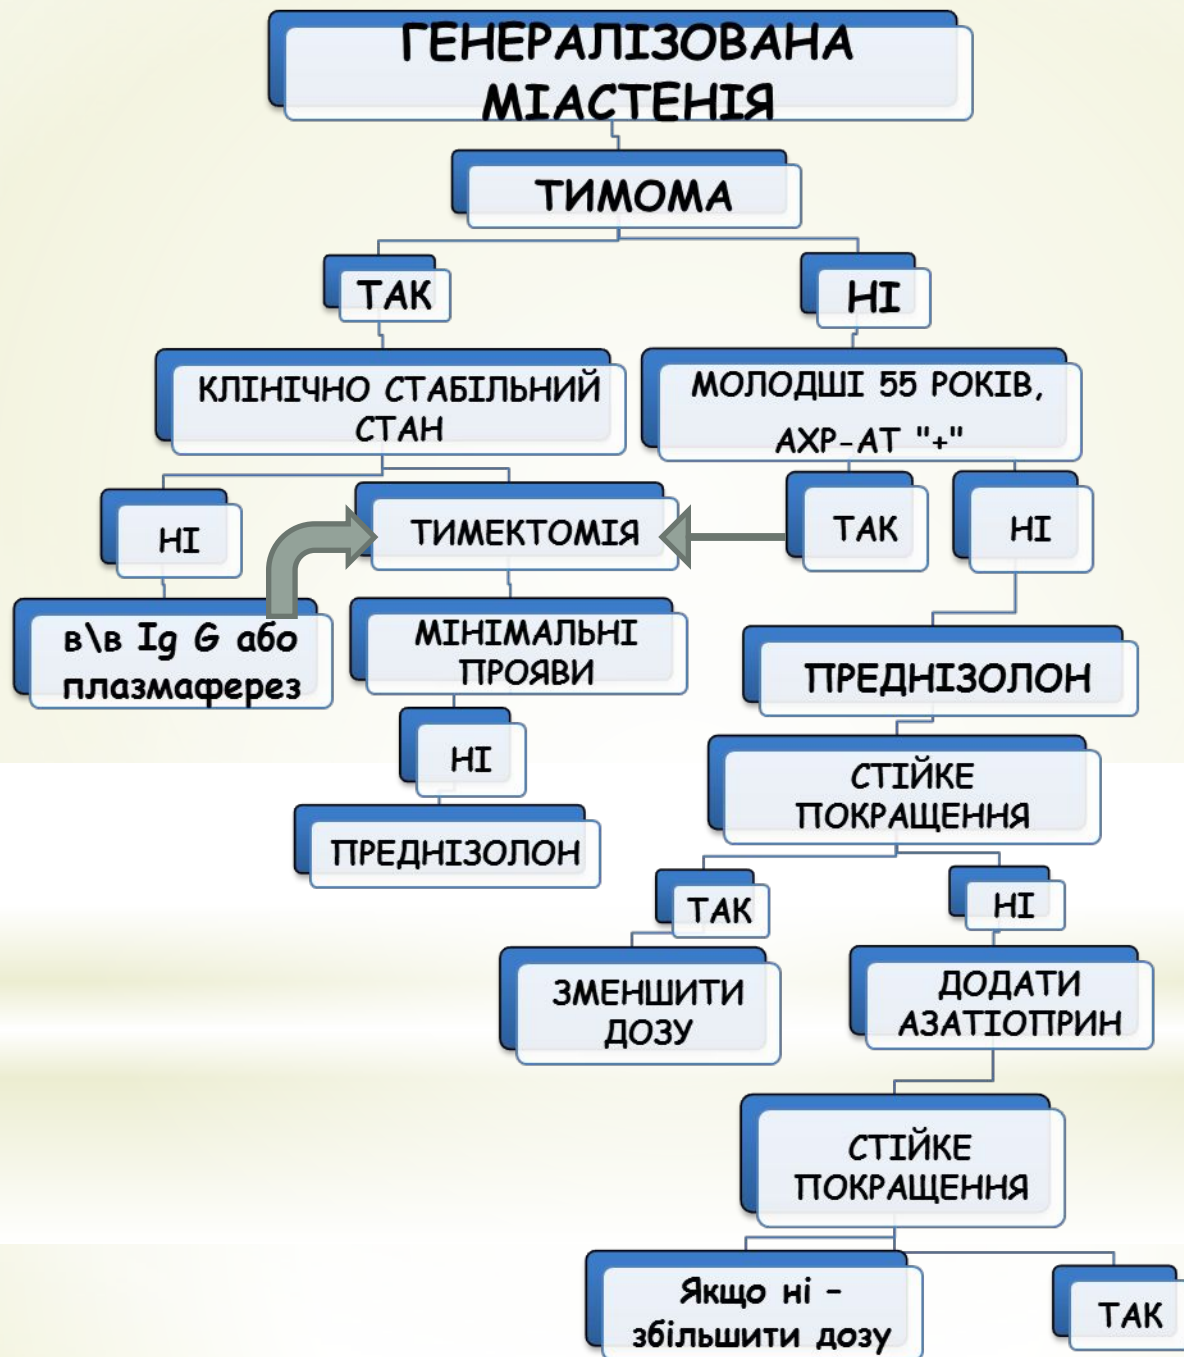 ГЕНЕРАЛІЗОВАНА
МІАСТЕНІЯ
ТИМОМА
ТАК
НІ
КЛІНІЧНО СТАБІЛЬНИЙ
СТАН
МОЛОДШІ 55 РОКІВ,
АХР-АТ "+"
НІ
ТИМЕКТОМІЯ
ТАК
НІ
в\в Ig G або
плазмаферез
МІНІМАЛЬНІ
ПРОЯВИ
ПРЕДНІЗОЛОН
НІ
СТІЙКЕ
ПОКРАЩЕННЯ
ПРЕДНІЗОЛОН
ТАК
НІ
ЗМЕНШИТИ
ДОЗУ
ДОДАТИ
АЗАТІОПРИН
СТІЙКЕ
ПОКРАЩЕННЯ
Якщо ні –
збільшити дозу
ТАК